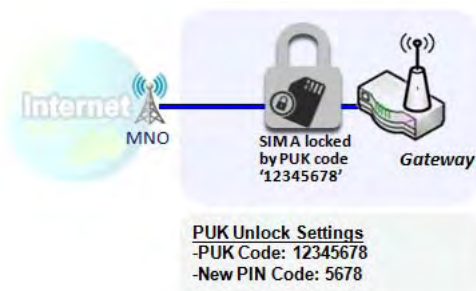 Internet
MNO
SIM A locked
by PUK code
'12345678'
Gateway
PUK Unlock Settings
-PUK Code: 12345678
-New PIN Code: 5678